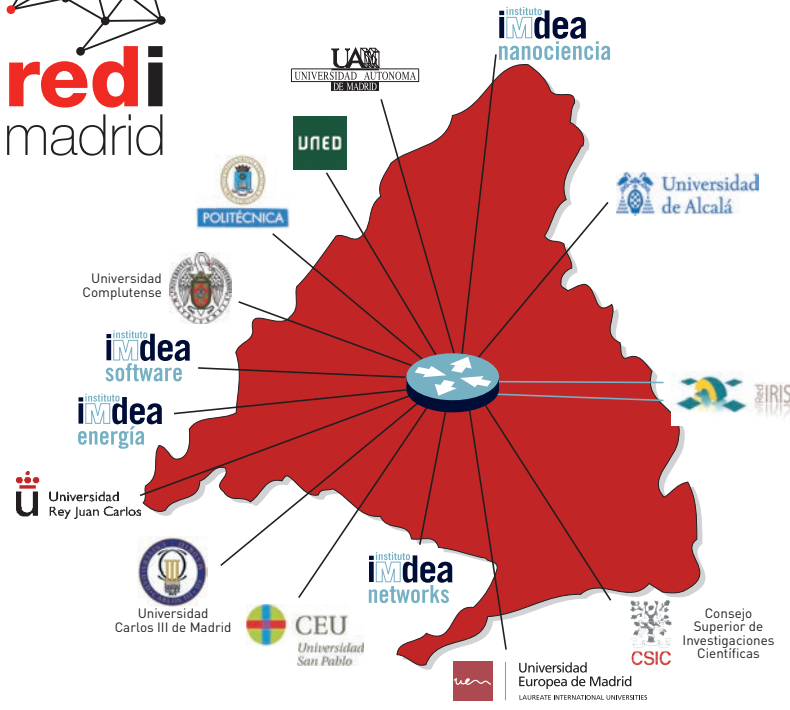 redi
madrid
instituto
iMdea
nanociencia
UAM
UNIVERSIDAD AUTONOMA
DE MADRID
UNED
POLITÉCNICA
Universidad
de Alcalá
Universidad
Complutense
instituto
iMdea
software
RedIRIS
instituto
iMdea
energía
ü
Universidad
Rey Juan Carlos
instituto
iMdea
networks
Universidad
Carlos III de Madrid
CEU
Universidad
San Pablo
CSIC
Consejo
Superior de
Investigaciones
Científicas
uem
Universidad
Europea de Madrid
LAUREATE INTERNATIONAL UNIVERSITIES